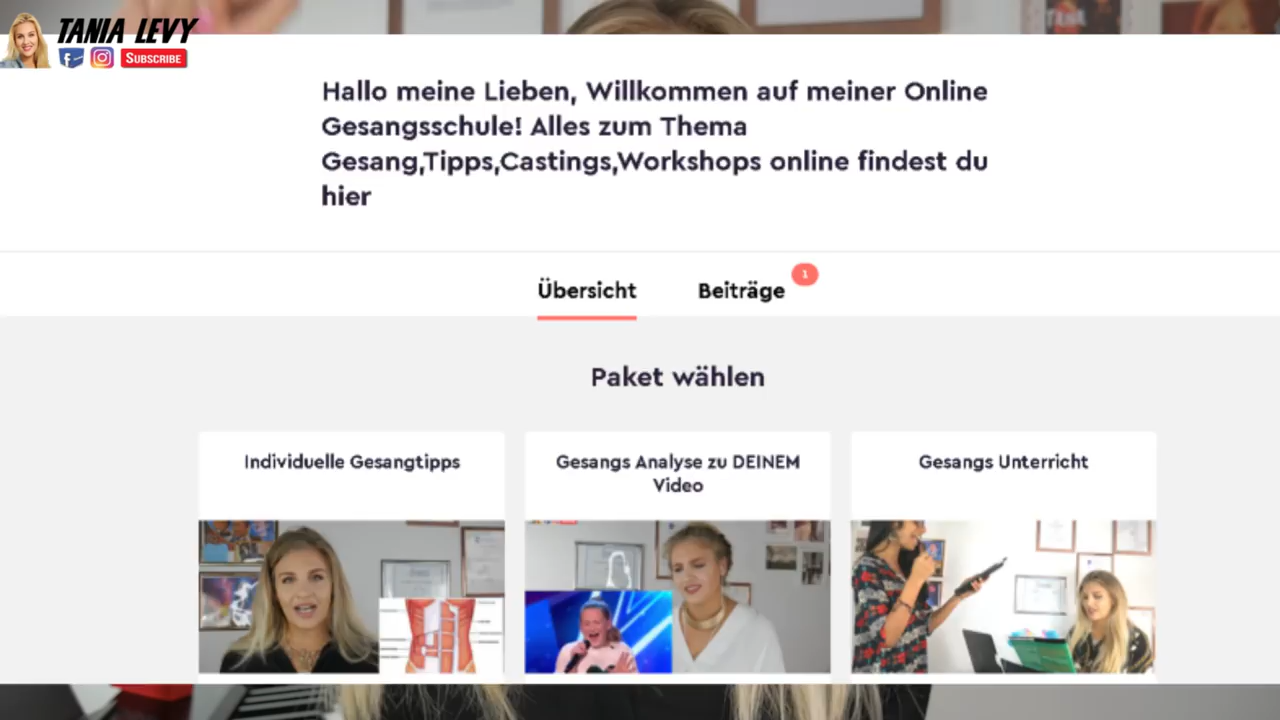 TANIA LEVY
SUBSCRIBE
Hallo meine Lieben, Willkommen auf meiner Online
Gesangsschule! Alles zum Thema
Gesang,Tipps,Castings,Workshops online findest du
hier
Übersicht
Beiträge
1
Paket wählen
Individuelle Gesangtipps
Gesangs Analyse zu DEINEM
Video
Gesangs Unterricht